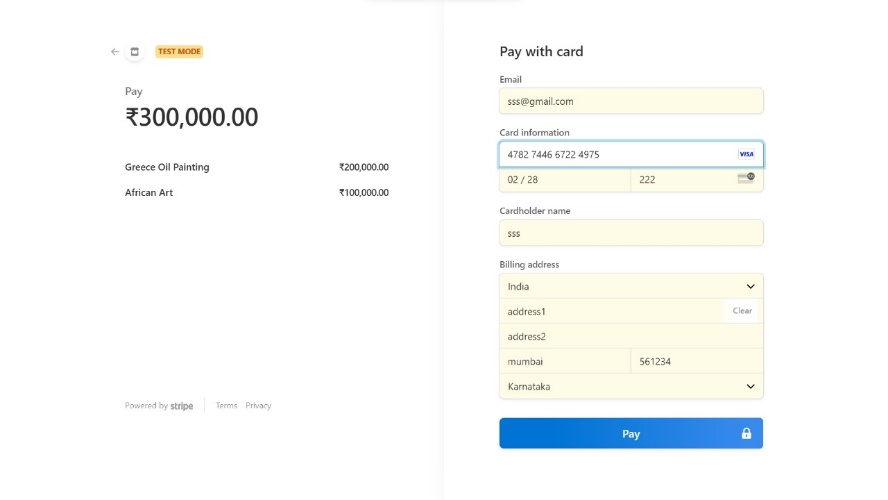 TEST MODE
Pay
₹300,000.00
Greece Oil Painting ₹200,000.00
African Art ₹100,000.00
Powered by stripe Terms Privacy
Pay with card
Email
sss@gmail.com
Card information
4782 7446 6722 4975 VISA
02 / 28 222
Cardholder name
sss
Billing address
India
address1 Clear
address2
mumbai 561234
Karnataka
Pay